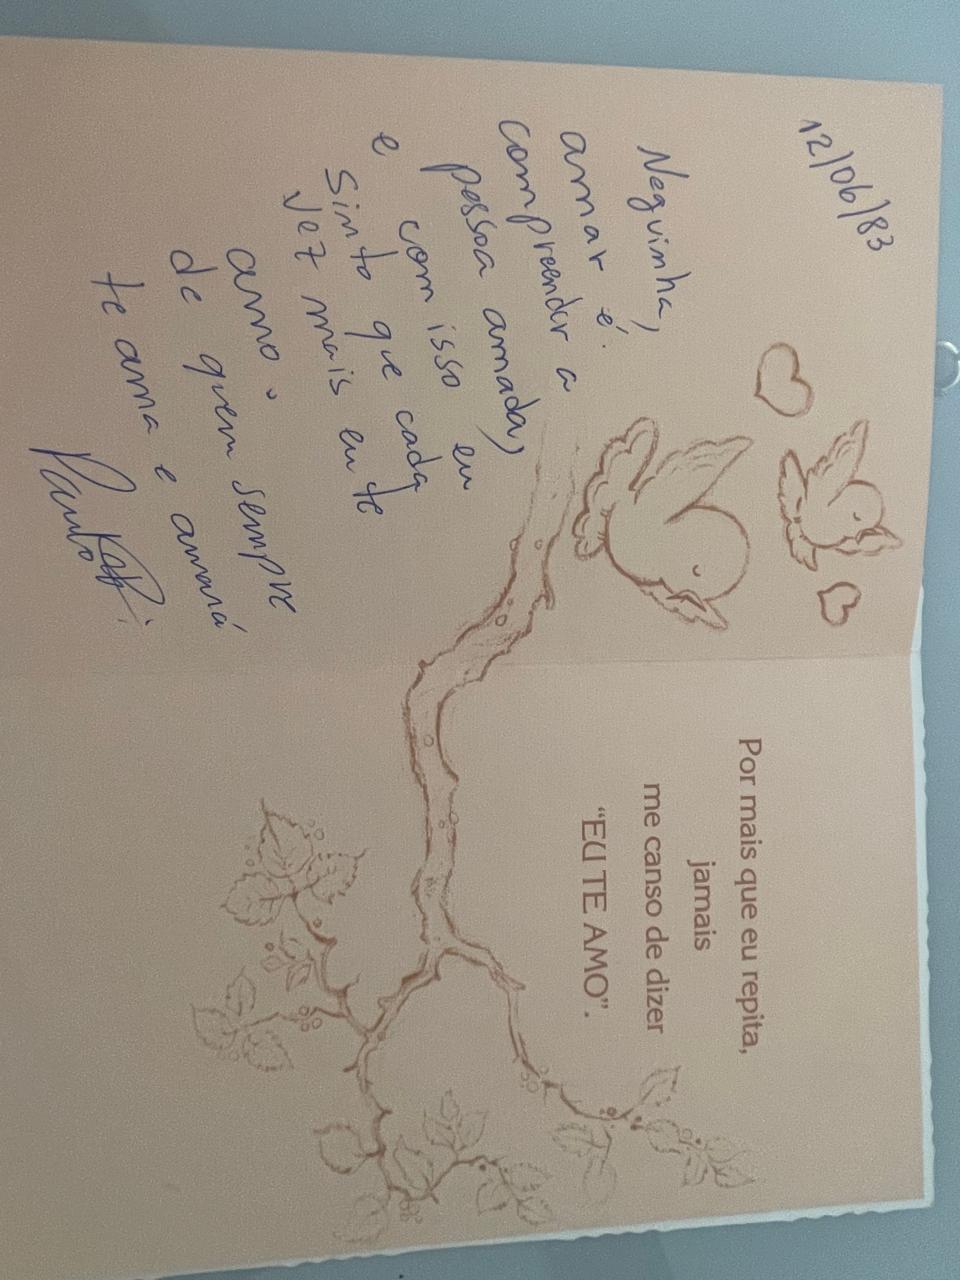 12/06/83
Neguinha,
amar é.
compreender a
pessoa amada,
e com isso eu
sinto que cada
vez mais eu te
amo.
de quem sempre
te ama e amará
Paulo
Por mais que eu repita,
jamais
me canso de dizer
“EU TE AMO”.